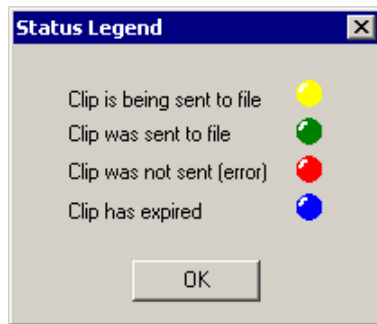 Status Legend
Clip is being sent to file
Clip was sent to file
Clip was not sent (error)
Clip has expired
OK